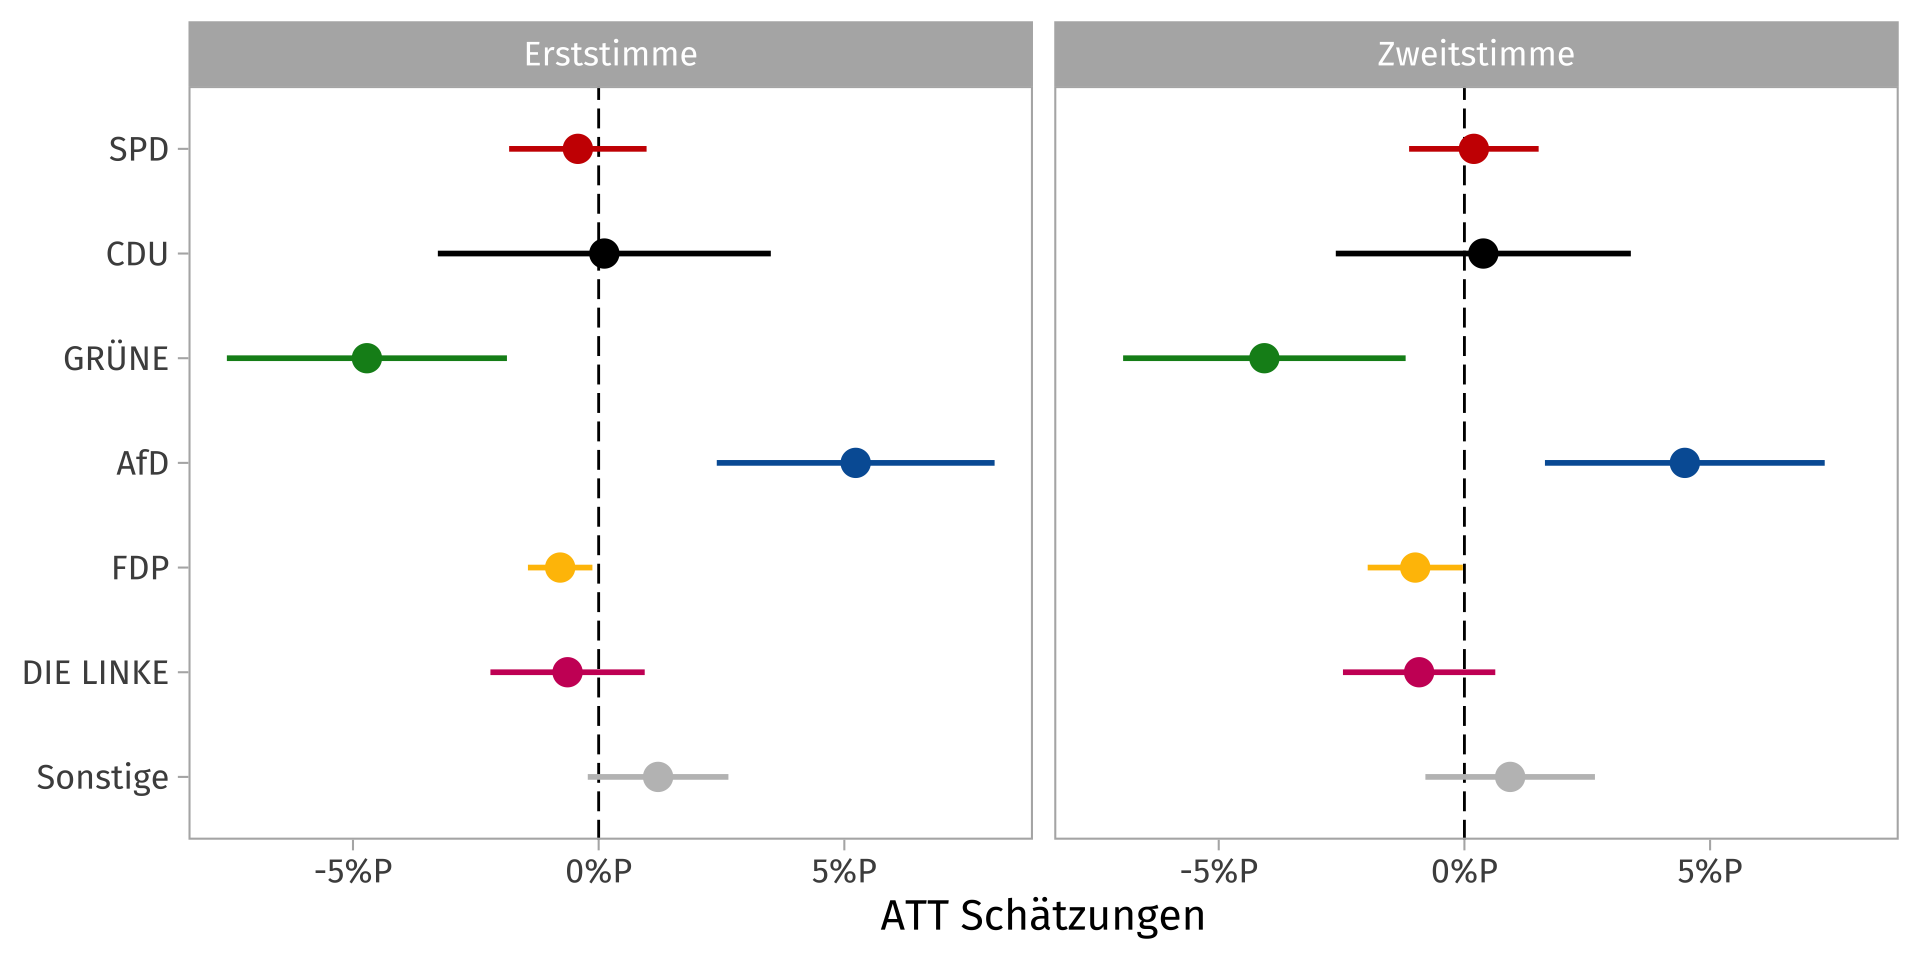 Erststimme
Zweitstimme
SPD
CDU
GRÜNE
AfD
FDP
DIE LINKE
Sonstige
-5%P 0%P 5%P
-5%P 0%P 5%P
ATT Schätzungen